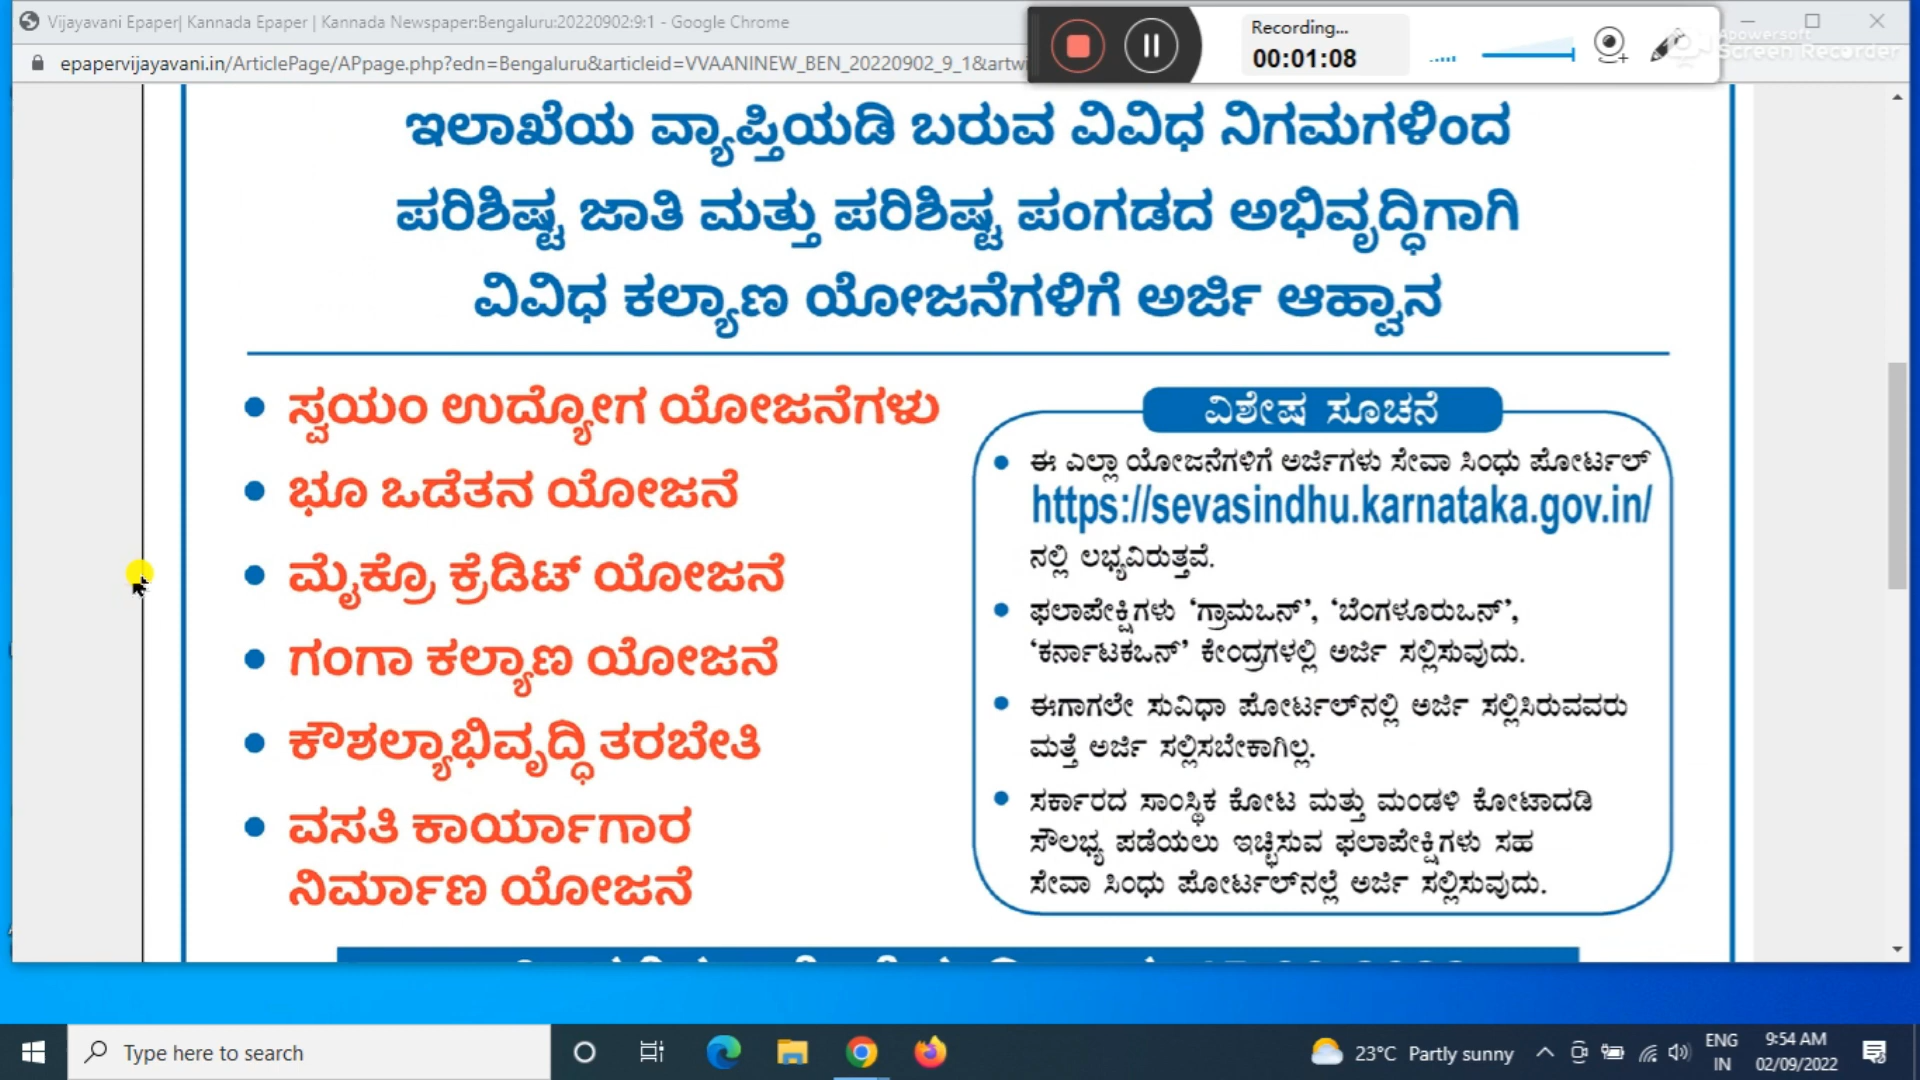 Vijayavani Epaper| Kannada Epaper | Kannada Newspaper:Bengaluru:20220902:9:1 - Google Chrome
epapervijayavani.in/ArticlePage/APpage.php?edn=Bengaluru&articleid=VVAANINEW_BEN_20220902_9_1&artwi
Recording...
00:01:08
Apowersoft
Screen Recorder
ಇಲಾಖೆಯ ವ್ಯಾಪ್ತಿಯಡಿ ಬರುವ ವಿವಿಧ ನಿಗಮಗಳಿಂದ
ಪರಿಶಿಷ್ಟ ಜಾತಿ ಮತ್ತು ಪರಿಶಿಷ್ಟ ಪಂಗಡದ ಅಭಿವೃದ್ಧಿಗಾಗಿ
ವಿವಿಧ ಕಲ್ಯಾಣ ಯೋಜನೆಗಳಿಗೆ ಅರ್ಜಿ ಆಹ್ವಾನ
• ಸ್ವಯಂ ಉದ್ಯೋಗ ಯೋಜನೆಗಳು
• ಭೂ ಒಡೆತನ ಯೋಜನೆ
• ಮೈಕ್ರೊ ಕ್ರೆಡಿಟ್ ಯೋಜನೆ
• ಗಂಗಾ ಕಲ್ಯಾಣ ಯೋಜನೆ
• ಕೌಶಲ್ಯಾಭಿವೃದ್ಧಿ ತರಬೇತಿ
• ವಸತಿ ಕಾರ್ಯಾಗಾರ
ನಿರ್ಮಾಣ ಯೋಜನೆ
ವಿಶೇಷ ಸೂಚನೆ
• ಈ ಎಲ್ಲಾ ಯೋಜನೆಗಳಿಗೆ ಅರ್ಜಿಗಳು ಸೇವಾ ಸಿಂಧು ಪೋರ್ಟಲ್
https://sevasindhu.karnataka.gov.in/
ನಲ್ಲಿ ಲಭ್ಯವಿರುತ್ತವೆ.
• ಫಲಾಪೇಕ್ಷಿಗಳು ‘ಗ್ರಾಮಒನ್’, ‘ಬೆಂಗಳೂರುಒನ್’,
‘ಕರ್ನಾಟಕಒನ್’ ಕೇಂದ್ರಗಳಲ್ಲಿ ಅರ್ಜಿ ಸಲ್ಲಿಸುವುದು.
• ಈಗಾಗಲೇ ಸುವಿಧಾ ಪೋರ್ಟಲ್‌ನಲ್ಲಿ ಅರ್ಜಿ ಸಲ್ಲಿಸಿರುವವರು
ಮತ್ತೆ ಅರ್ಜಿ ಸಲ್ಲಿಸಬೇಕಾಗಿಲ್ಲ.
• ಸರ್ಕಾರದ ಸಾಂಸ್ಥಿಕ ಕೋಟ ಮತ್ತು ಮಂಡಳಿ ಕೋಟಾದಡಿ
ಸೌಲಭ್ಯ ಪಡೆಯಲು ಇಚ್ಛಿಸುವ ಫಲಾಪೇಕ್ಷಿಗಳು ಸಹ
ಸೇವಾ ಸಿಂಧು ಪೋರ್ಟಲ್‌ನಲ್ಲೆ ಅರ್ಜಿ ಸಲ್ಲಿಸುವುದು.
Type here to search
23°C Partly sunny
ENG
IN
9:54 AM
02/09/2022